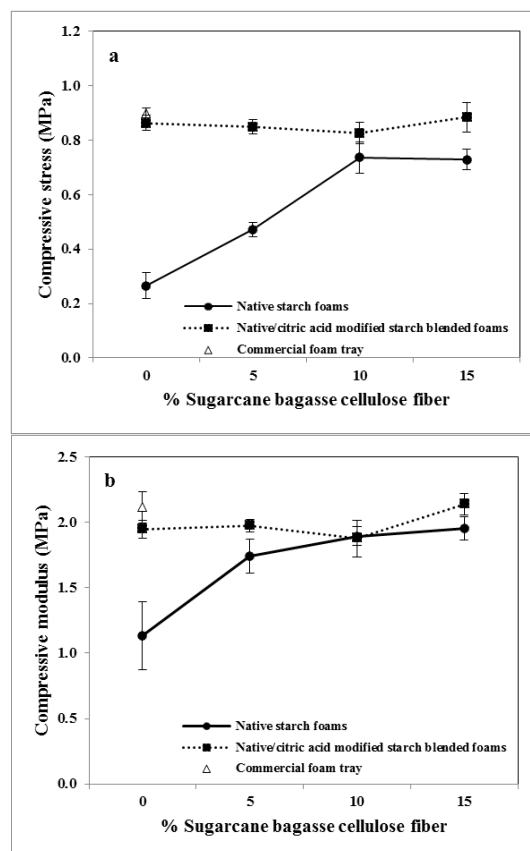 a
Compressive stress (MPa)
1.2
1.0
0.8
0.6
0.4
0.2
0.0
Native starch foams
Native/citric acid modified starch blended foams
Commercial foam tray
0 5 10 15
% Sugarcane bagasse cellulose fiber
b
Compressive modulus (MPa)
2.5
2.0
1.5
1.0
0.5
0.0
Native starch foams
Native/citric acid modified starch blended foams
Commercial foam tray
0 5 10 15
% Sugarcane bagasse cellulose fiber